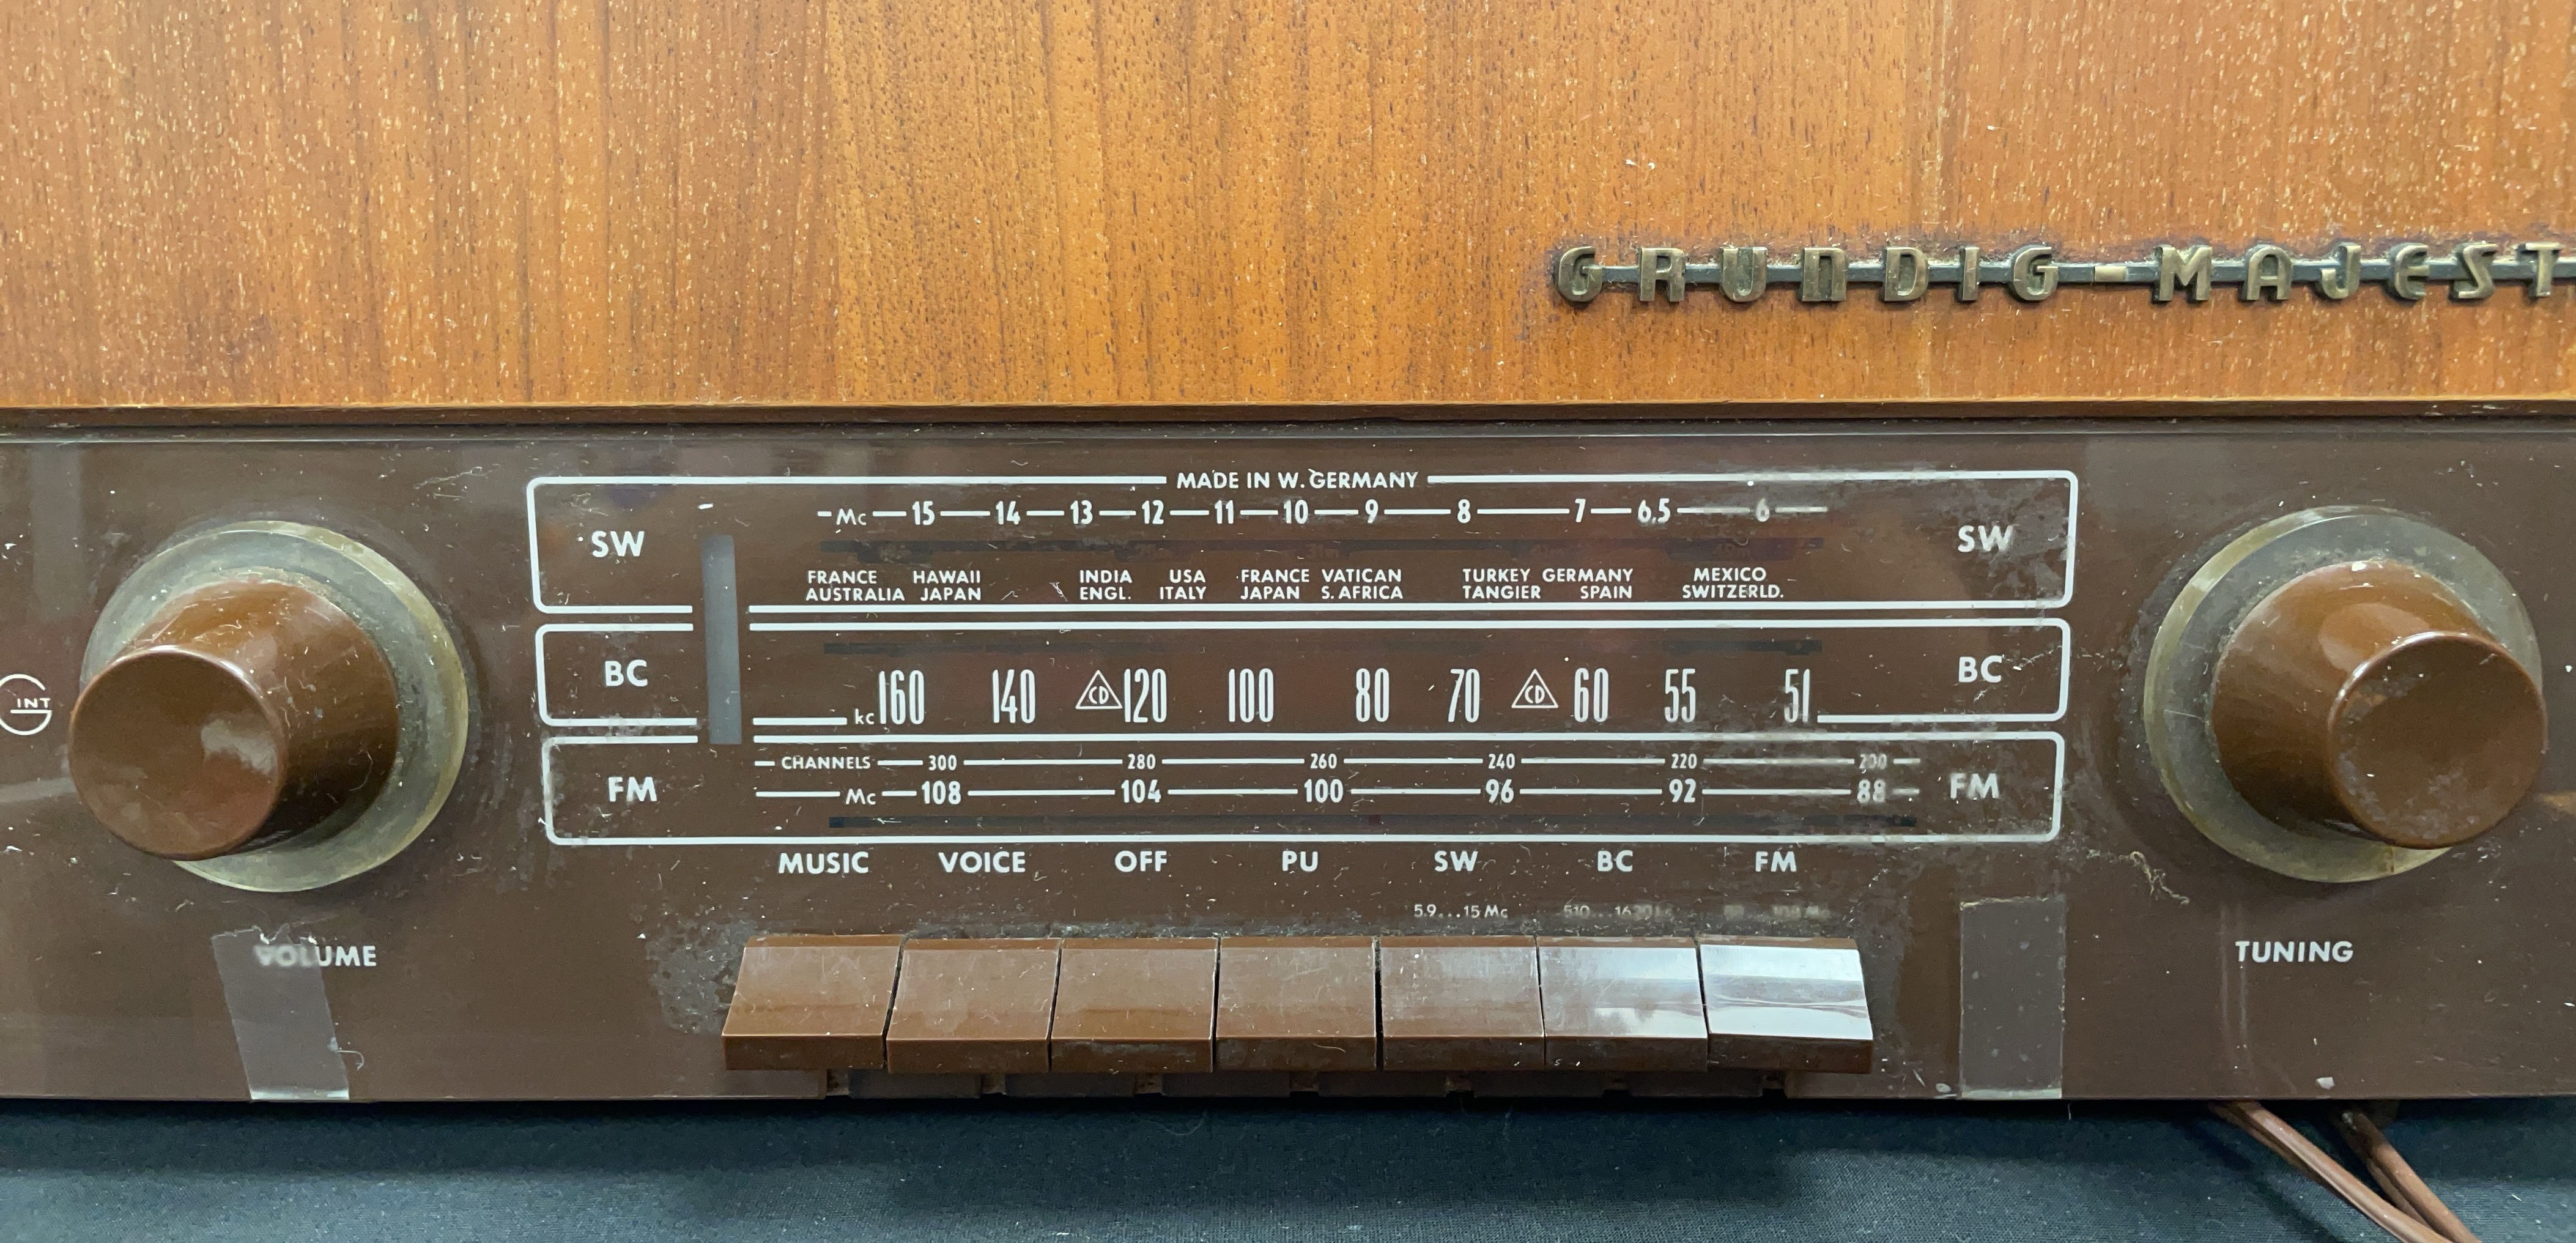 GRUNDIG-MAJEST
MADE IN W. GERMANY
Mc 15 14 13 12 11 10 9 8 7 6.5 6
SW SW
FRANCE HAWAII INDIA USA FRANCE VATICAN TURKEY GERMANY MEXICO
AUSTRALIA JAPAN ENGL. ITALY JAPAN S. AFRICA TANGIER SPAIN SWITZERLD.
BC BC
kc 160 140 CD 120 100 80 70 CD 60 55 51
G INT
CHANNELS 300 280 260 240 220 200
FM Mc 108 104 100 96 92 88 FM
MUSIC VOICE OFF PU SW BC FM
5.9...15 Mc
VOLUME TUNING